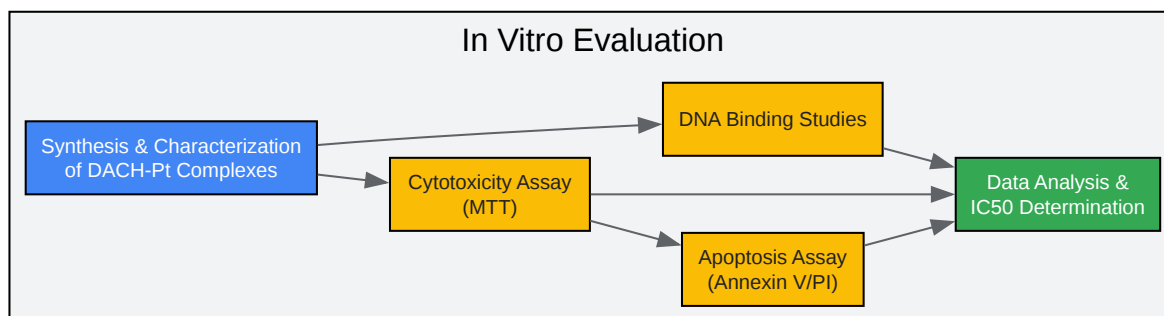 In Vitro Evaluation
Synthesis & Characterization
of DACH-Pt Complexes
Cytotoxicity Assay
(MTT)
DNA Binding Studies
Apoptosis Assay
(Annexin V/PI)
Data Analysis &
IC50 Determination